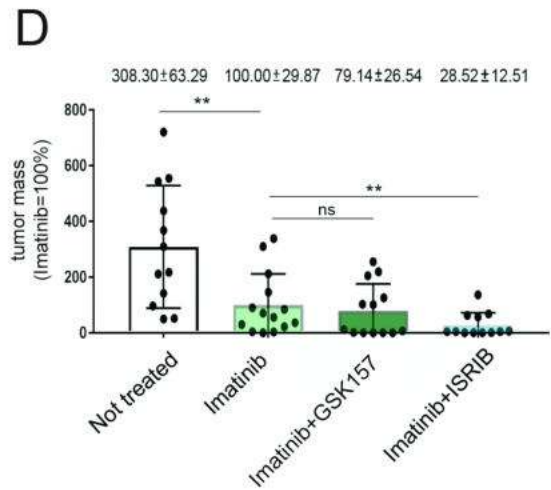 D
308.30±63.29 100.00±29.87 79.14±26.54 28.52±12.51
800
600
400
200
0
tumor mass
(Imatinib=100%)
**
**
ns
Not treated
Imatinib
Imatinib+GSK157
Imatinib+ISRIB